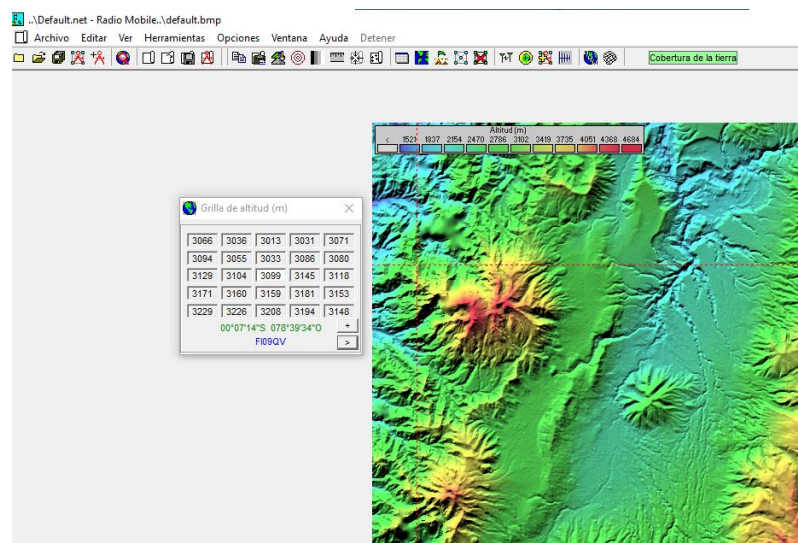 ..\Default.net - Radio Mobile..\default.bmp
Archivo Editar Ver Herramientas Opciones Ventana Ayuda Detener
Cobertura de la tierra
Altitud (m)
< 1521 1837 2154 2470 2786 3102 3419 3735 4051 4368 4684
Grilla de altitud (m)
3066 3036 3013 3031 3071
3094 3055 3033 3086 3080
3129 3104 3099 3145 3118
3171 3160 3159 3181 3153
3229 3226 3208 3194 3148
00°07'14"S 078°39'34"O +
FI09QV >